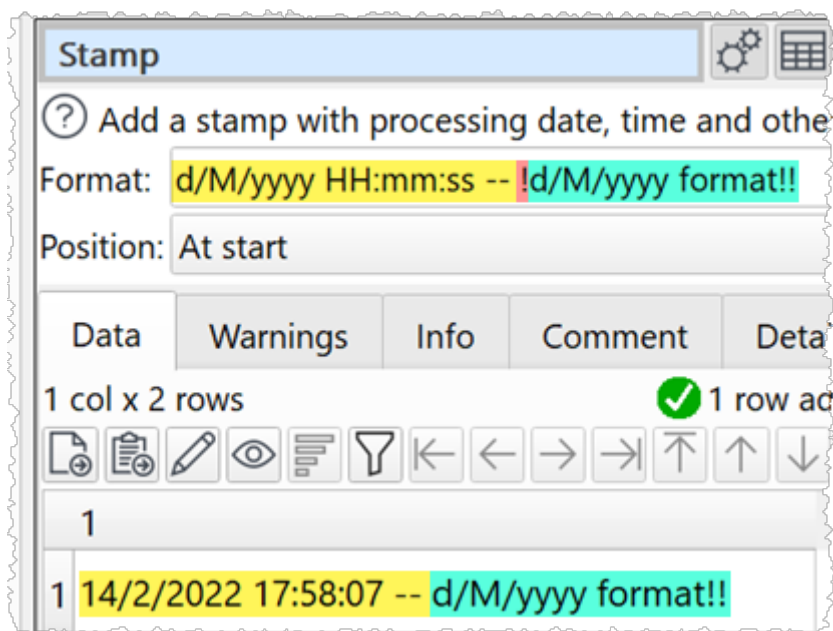 Stamp
? Add a stamp with processing date, time and othe
Format: d/M/yyyy HH:mm:ss -- !d/M/yyyy format!!
Position: At start
Data Warnings Info Comment Deta
1 col x 2 rows 1 row ad
1
1 14/2/2022 17:58:07 -- d/M/yyyy format!!